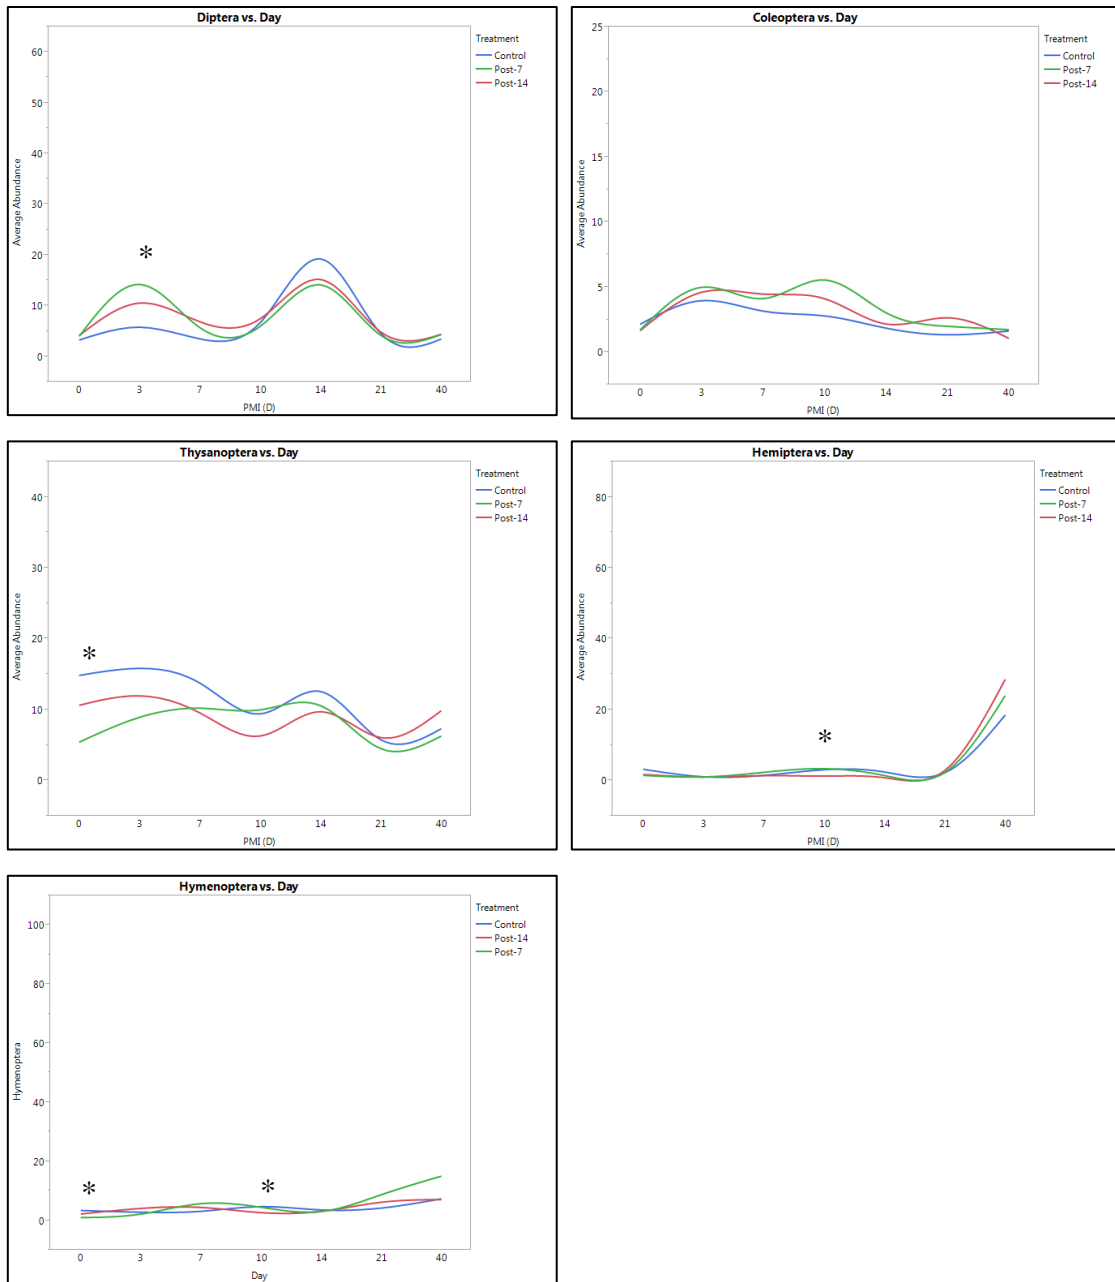 Diptera vs. Day
Treatment
Control
Post-7
Post-14
Average Abundance
60
50
40
30
20
10
0
*
0 3 7 10 14 21 40
PMI (D)
Coleoptera vs. Day
Treatment
Control
Post-7
Post-14
Average Abundance
25
20
15
10
5
0
0 3 7 10 14 21 40
PMI (D)
Thysanoptera vs. Day
Treatment
Control
Post-7
Post-14
Average Abundance
40
30
20
10
0
*
0 3 7 10 14 21 40
PMI (D)
Hemiptera vs. Day
Treatment
Control
Post-7
Post-14
Average Abundance
80
60
40
20
0
*
0 3 7 10 14 21 40
PMI (D)
Hymenoptera vs. Day
Treatment
Control
Post-14
Post-7
Hymenoptera
100
80
60
40
20
0
* *
0 3 7 10 14 21 40
Day